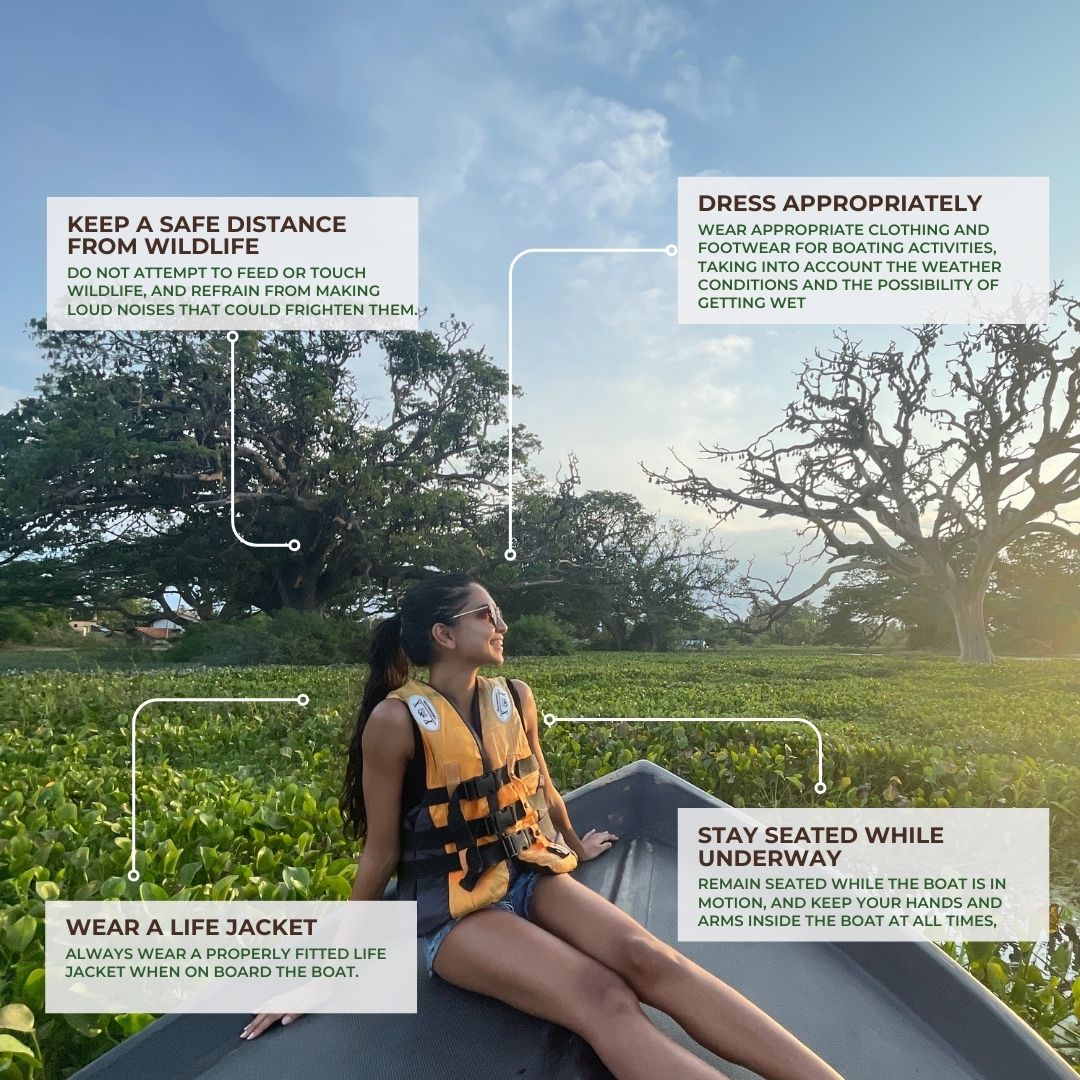 KEEP A SAFE DISTANCE
FROM WILDLIFE
DO NOT ATTEMPT TO FEED OR TOUCH
WILDLIFE, AND REFRAIN FROM MAKING
LOUD NOISES THAT COULD FRIGHTEN THEM.
DRESS APPROPRIATELY
WEAR APPROPRIATE CLOTHING AND
FOOTWEAR FOR BOATING ACTIVITIES,
TAKING INTO ACCOUNT THE WEATHER
CONDITIONS AND THE POSSIBILITY OF
GETTING WET
WEAR A LIFE JACKET
ALWAYS WEAR A PROPERLY FITTED LIFE
JACKET WHEN ON BOARD THE BOAT.
STAY SEATED WHILE
UNDERWAY
REMAIN SEATED WHILE THE BOAT IS IN
MOTION, AND KEEP YOUR HANDS AND
ARMS INSIDE THE BOAT AT ALL TIMES,